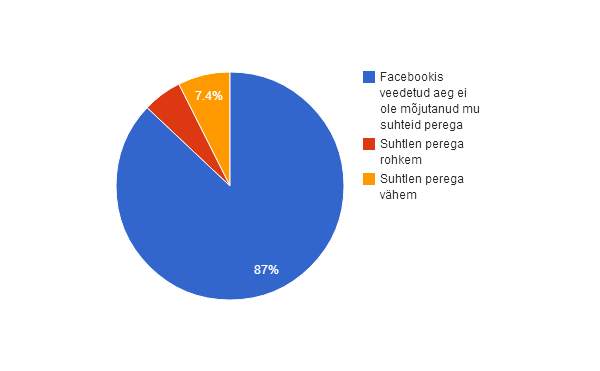 7.4%
87%
Facebookis
veedetud aeg ei
ole mõjutanud mu
suhteid perega
Suhtlen perega
rohkem
Suhtlen perega
vähem